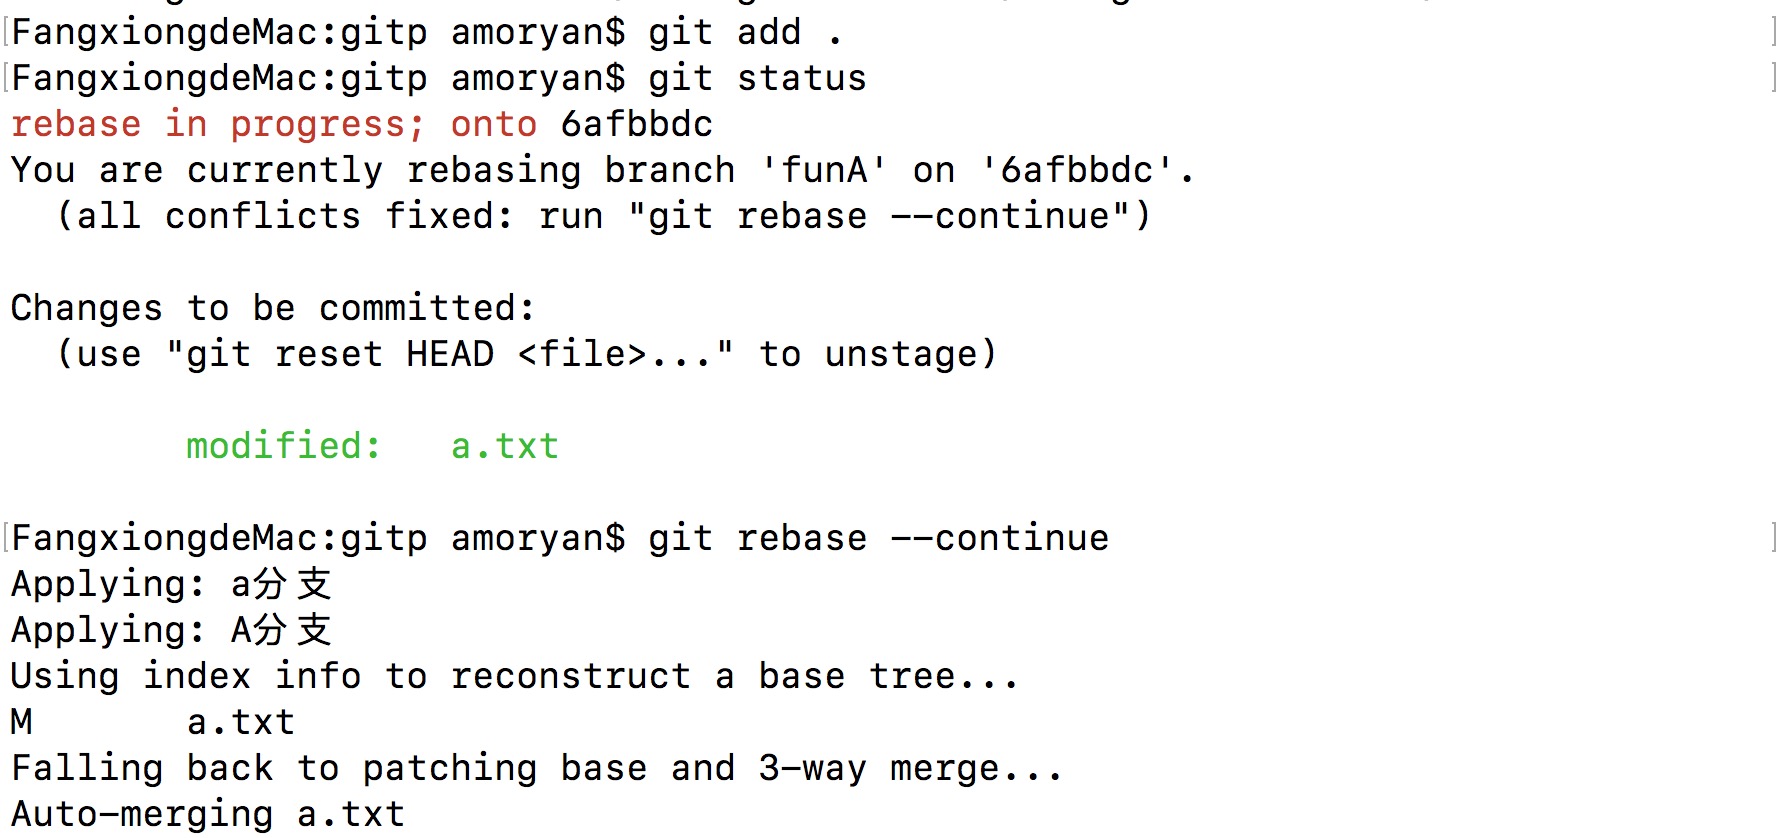 FangxiongdeMac:gitp amoryan$ git add .
FangxiongdeMac:gitp amoryan$ git status
rebase in progress; onto 6afbbdc
You are currently rebasing branch 'funA' on '6afbbdc'.
  (all conflicts fixed: run "git rebase --continue")
Changes to be committed:
  (use "git reset HEAD <file>..." to unstage)
        modified:   a.txt
FangxiongdeMac:gitp amoryan$ git rebase --continue
Applying: a分支
Applying: A分支
Using index info to reconstruct a base tree...
M       a.txt
Falling back to patching base and 3-way merge...
Auto-merging a.txt